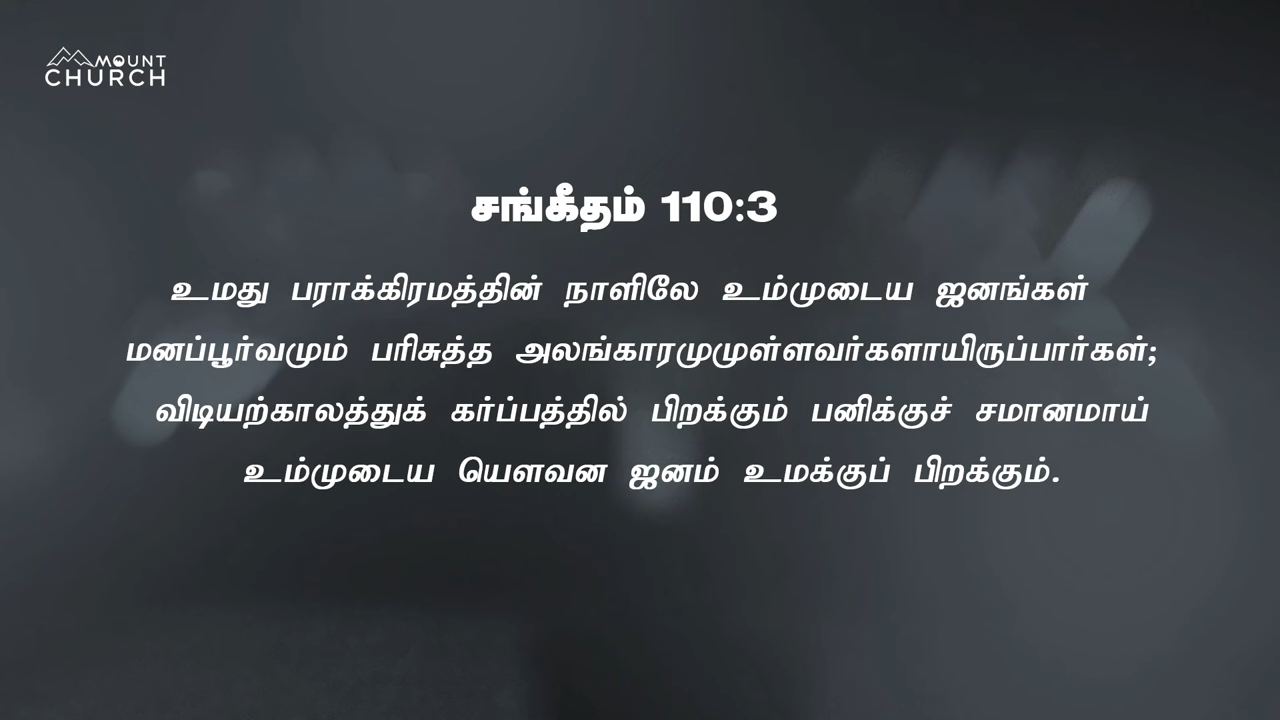 MOUNT
CHURCH
சங்கீதம் 110:3
உமது பராக்கிரமத்தின் நாளிலே உம்முடைய ஜனங்கள்
மனப்பூர்வமும் பரிசுத்த அலங்காரமுமுள்ளவர்களாயிருப்பார்கள்;
விடியற்காலத்துக் கர்ப்பத்தில் பிறக்கும் பனிக்குச் சமானமாய்
உம்முடைய யௌவன ஜனம் உமக்குப் பிறக்கும்.